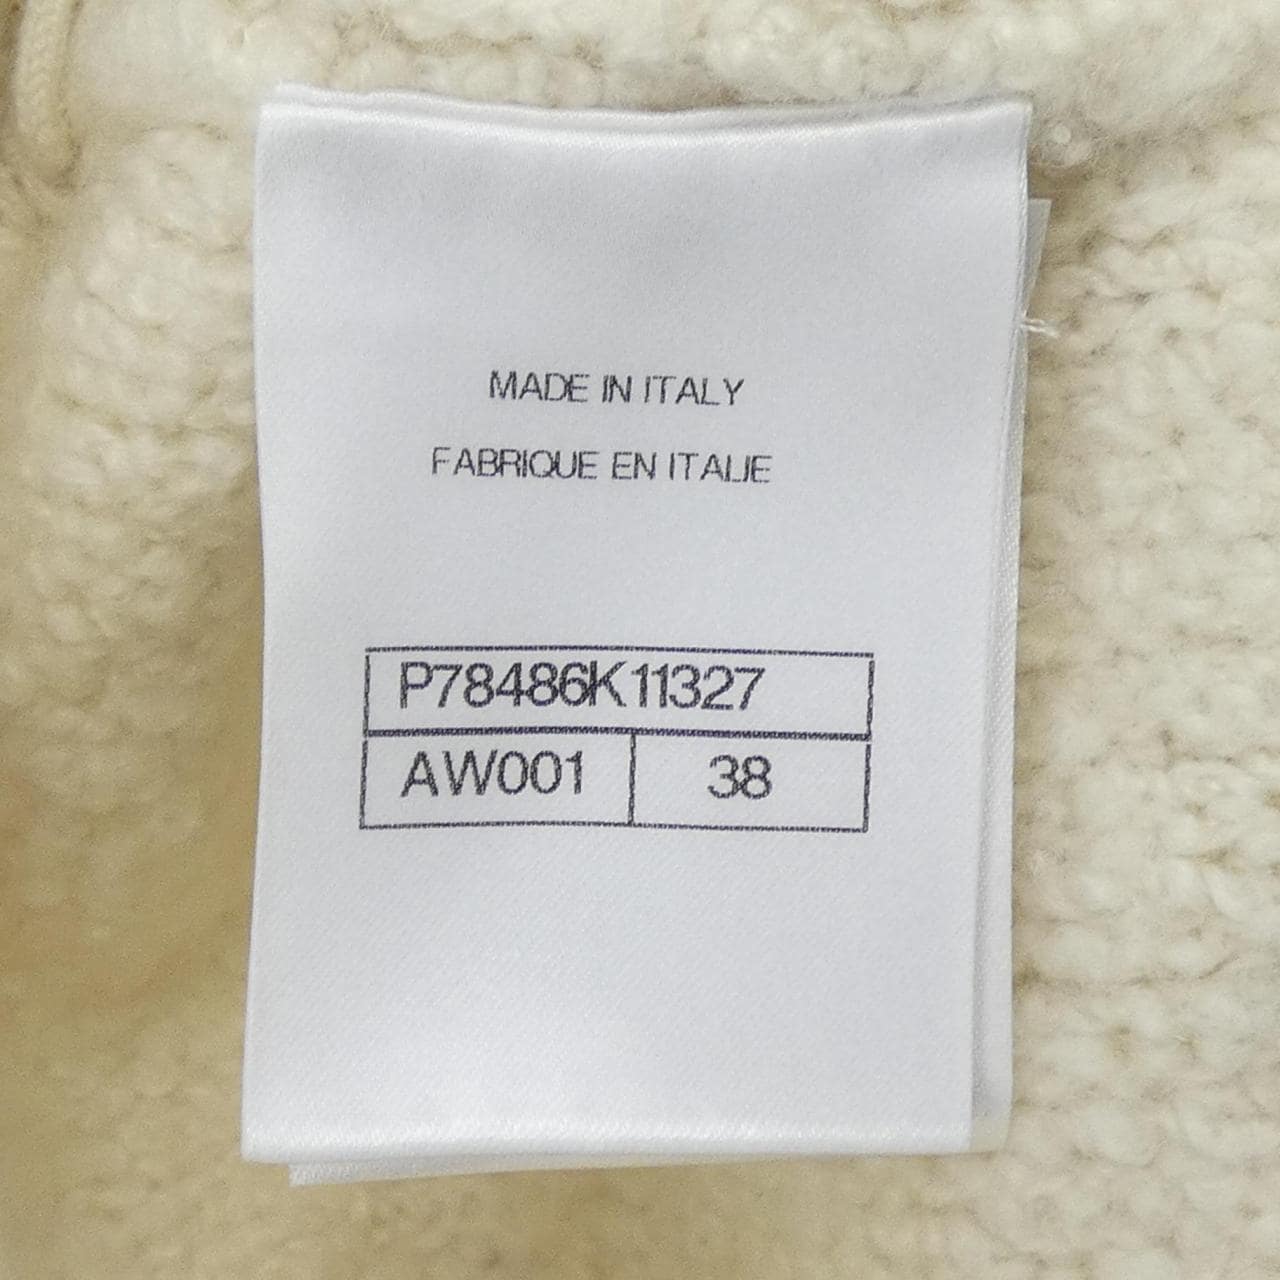 MADE IN ITALY
FABRIQUE EN ITALIE
P78486K11327
AW001 38